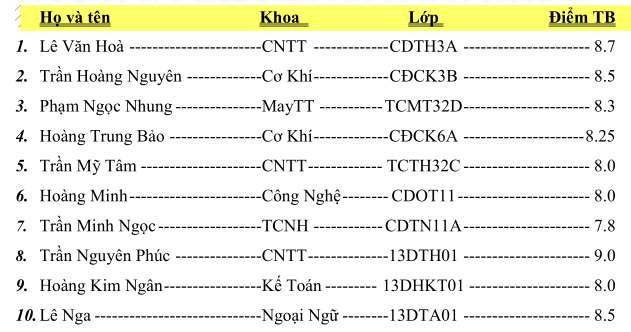 Họ và tên Khoa Lớp Điểm TB
1. Lê Văn Hoà ----------------------CNTT -------------CDTH3A --------------------- 8.7
2. Trần Hoàng Nguyên -------------Cơ Khí-------------CĐCK3B --------------------- 8.5
3. Phạm Ngọc Nhung ---------------MayTT ------------TCMT32D--------------------- 8.3
4. Hoàng Trung Bảo ----------------Cơ Khí-------------CĐCK6A ---------------------8.25
5. Trần Mỹ Tâm ---------------------CNTT------------- TCTH32C--------------------- 8.0
6. Hoàng Minh-----------------------Công Nghệ-------- CDOT11---------------------- 8.0
7. Trần Minh Ngọc------------------TCNH ------------- CDTN11A--------------------- 7.8
8. Trần Nguyên Phúc ---------------CNTT--------------13DTH01 --------------------- 9.0
9. Hoàng Kim Ngân-----------------Kế Toán --------- 13DHKT01 -------------------- 8.0
10. Lê Nga -----------------------------Ngoại Ngữ --------13DTA01 --------------------- 8.5